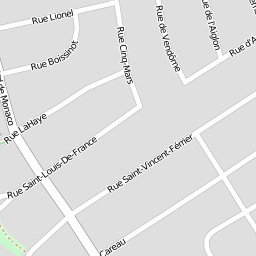 Rue Lionel
Rue Boissinot
Rue Cinq-Mars
Rue de Vendôme
Rue de l'Aiglon
Rue d'A
de Monaco
Rue LaHaye
Rue Saint-Louis-De-France
Rue Saint-Vincent-Férrier
Careau